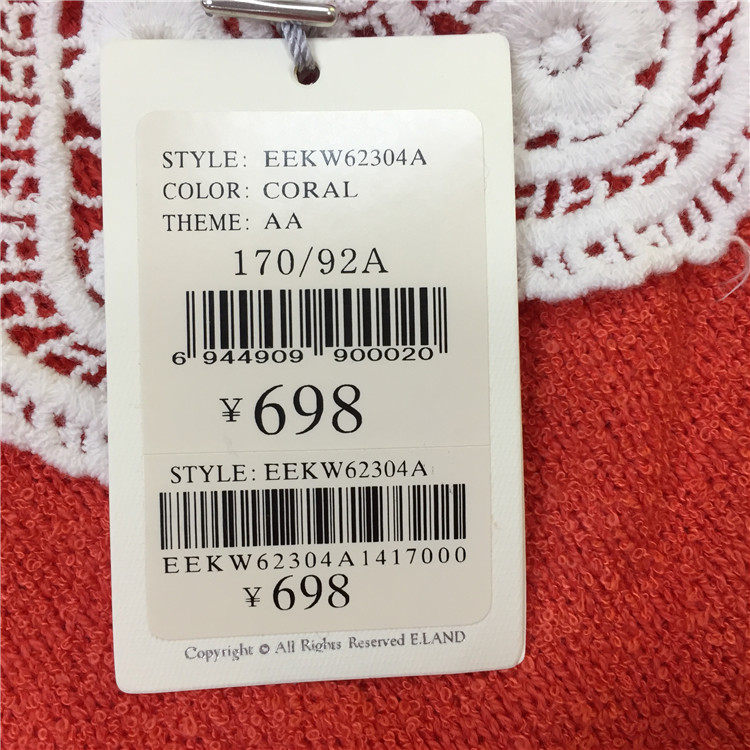 STYLE: EEKW62304A
COLOR: CORAL
THEME: AA
170/92A
6 944909 900020
¥698
STYLE: EEKW62304A
EEKW62304A1417000
¥698
Copyright © All Rights Reserved E.LAND